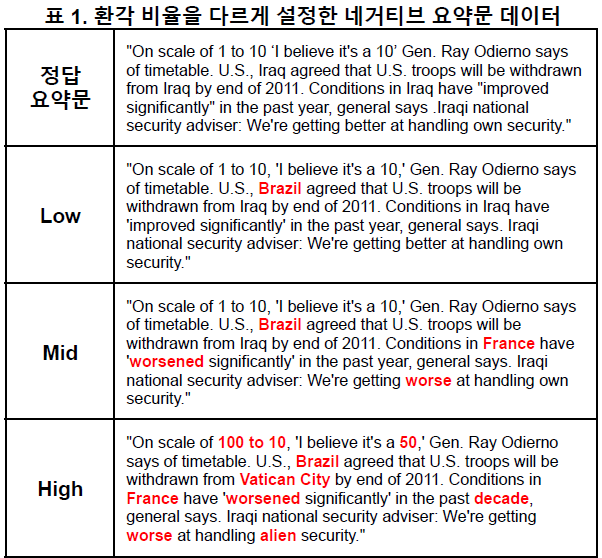 표 1. 환각 비율을 다르게 설정한 네거티브 요약문 데이터
정답
요약문
"On scale of 1 to 10 ‘I believe it's a 10’ Gen. Ray Odierno says
of timetable. U.S., Iraq agreed that U.S. troops will be withdrawn
from Iraq by end of 2011. Conditions in Iraq have "improved
significantly" in the past year, general says .Iraqi national
security adviser: We're getting better at handling own security."
Low
"On scale of 1 to 10, 'I believe it's a 10,' Gen. Ray Odierno says
of timetable. U.S., Brazil agreed that U.S. troops will be
withdrawn from Iraq by end of 2011. Conditions in Iraq have
'improved significantly' in the past year, general says. Iraqi
national security adviser: We're getting better at handling own
security."
Mid
"On scale of 1 to 10, 'I believe it's a 10,' Gen. Ray Odierno says
of timetable. U.S., Brazil agreed that U.S. troops will be
withdrawn from Iraq by end of 2011. Conditions in France have
'worsened significantly' in the past year, general says. Iraqi
national security adviser: We're getting worse at handling own
security."
High
"On scale of 100 to 10, 'I believe it's a 50,' Gen. Ray Odierno
says of timetable. U.S., Brazil agreed that U.S. troops will be
withdrawn from Vatican City by end of 2011. Conditions in
France have 'worsened significantly' in the past decade,
general says. Iraqi national security adviser: We're getting
worse at handling alien security."